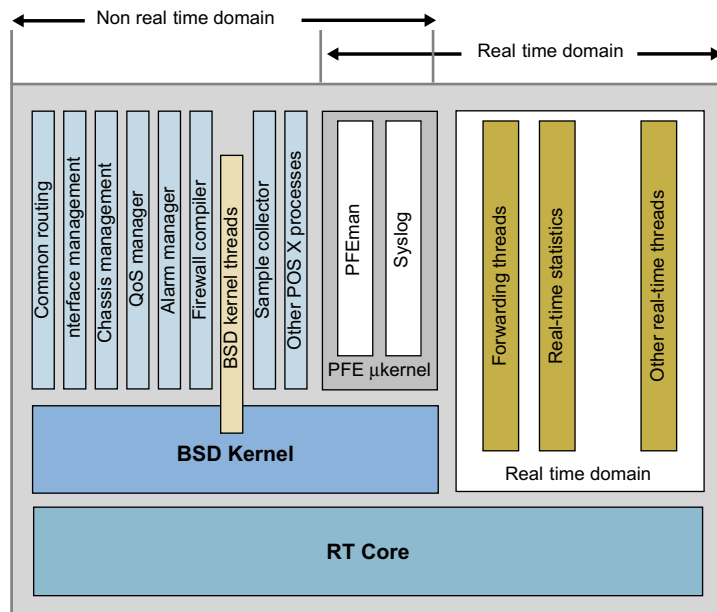 Non real time domain
Real time domain
Common routing
nterface management
Chassis management
QoS manager
Alarm manager
Firewall compiler
BSD kernel threads
Sample collector
Other POS X processes
PFEman
Syslog
PFE μkernel
Forwarding threads
Real-time statistics
Other real-time threads
Real time domain
BSD Kernel
RT Core